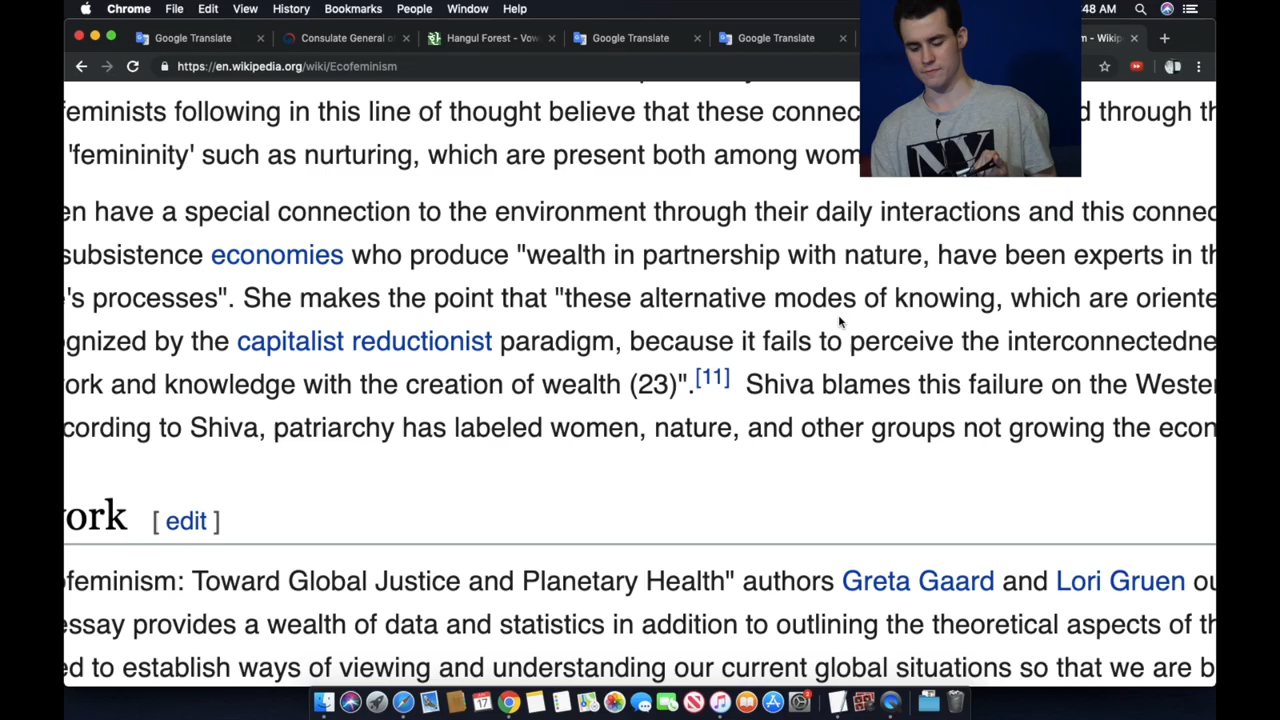 Chrome File Edit View History Bookmarks People Window Help :48 AM
Google Translate Consulate General o Hangul Forest - Vow Google Translate Google Translate - Wikip
https://en.wikipedia.org/wiki/Ecofeminism
feminists following in this line of thought believe that these connec d through th
'femininity' such as nurturing, which are present both among wom
en have a special connection to the environment through their daily interactions and this connec
subsistence economies who produce "wealth in partnership with nature, have been experts in th
's processes". She makes the point that "these alternative modes of knowing, which are oriente
gnized by the capitalist reductionist paradigm, because it fails to perceive the interconnectedne
ork and knowledge with the creation of wealth (23)".[11] Shiva blames this failure on the Wester
cording to Shiva, patriarchy has labeled women, nature, and other groups not growing the econ
work [ edit ]
ofeminism: Toward Global Justice and Planetary Health" authors Greta Gaard and Lori Gruen ou
essay provides a wealth of data and statistics in addition to outlining the theoretical aspects of th
ed to establish ways of viewing and understanding our current global situations so that we are b
NY
17